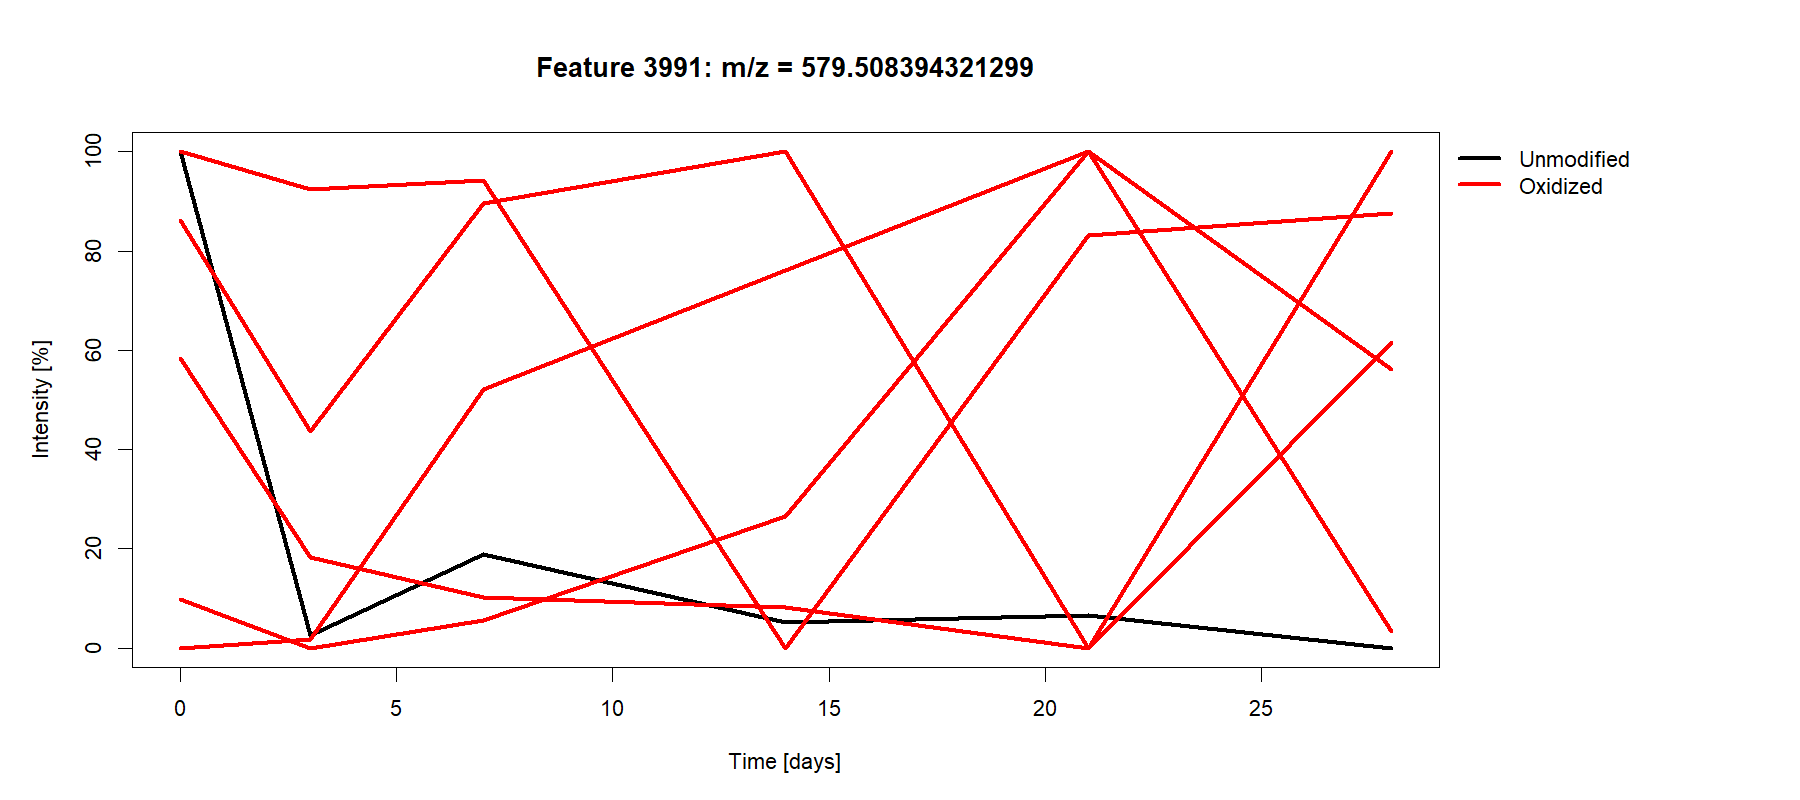 Feature 3991: m/z = 579.508394321299
Unmodified
Oxidized
Intensity [%]
100
80
60
40
20
0
0 5 10 15 20 25
Time [days]